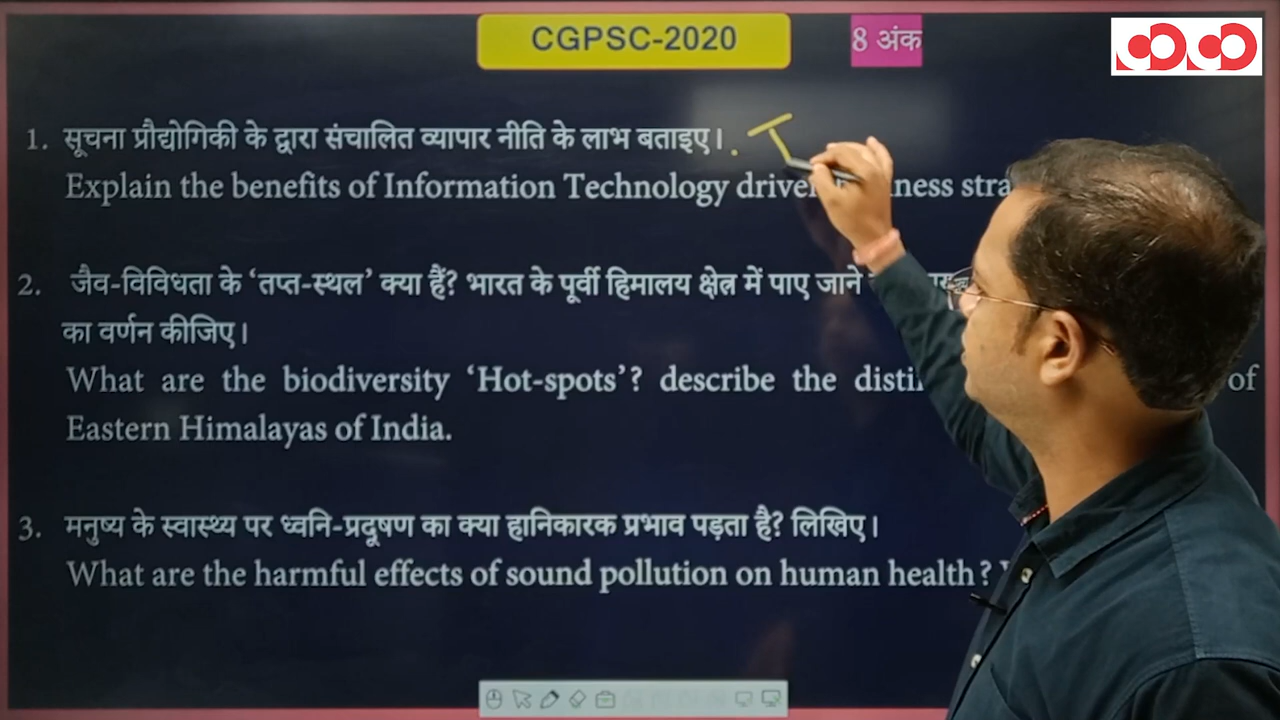 CGPSC-2020
8 अंक
1. सूचना प्रौद्योगिकी के द्वारा संचालित व्यापार नीति के लाभ बताइए।
Explain the benefits of Information Technology
2. जैव-विविधता के ‘तप्त-स्थल’ क्या हैं? भारत के पूर्वी हिमालय क्षेत्र में पाए जाने
का वर्णन कीजिए।
What are the biodiversity ‘Hot-spots’? describe the of
Eastern Himalayas of India.
3. मनुष्य के स्वास्थ्य पर ध्वनि-प्रदूषण का क्या हानिकारक प्रभाव पड़ता है? लिखिए।
What are the harmful effects of sound pollution on human health?